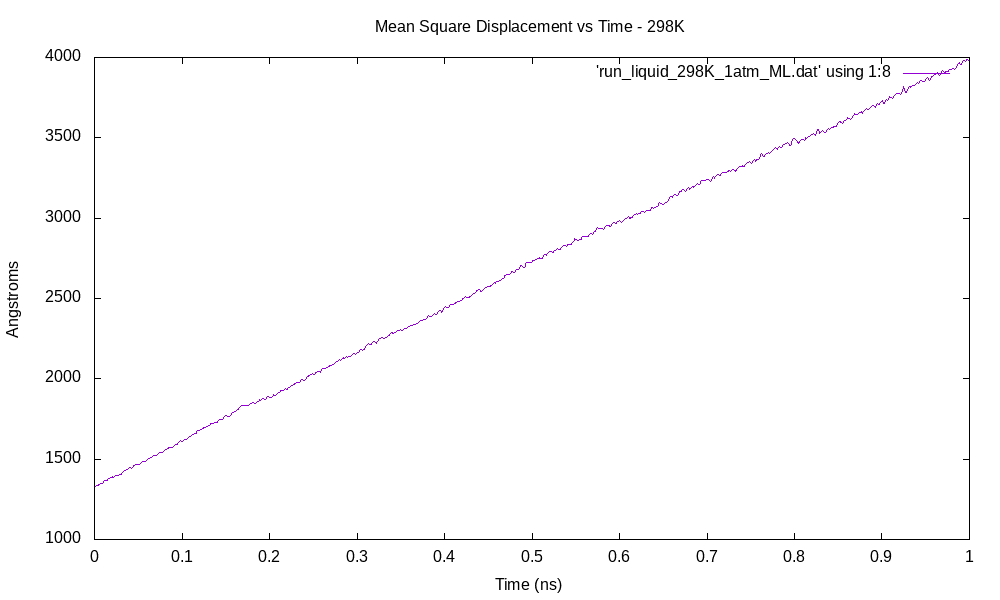 Mean Square Displacement vs Time - 298K
'run_liquid_298K_1atm_ML.dat' using 1:8
4000
3500
3000
2500
2000
1500
1000
Angstroms
0 0.1 0.2 0.3 0.4 0.5 0.6 0.7 0.8 0.9 1
Time (ns)